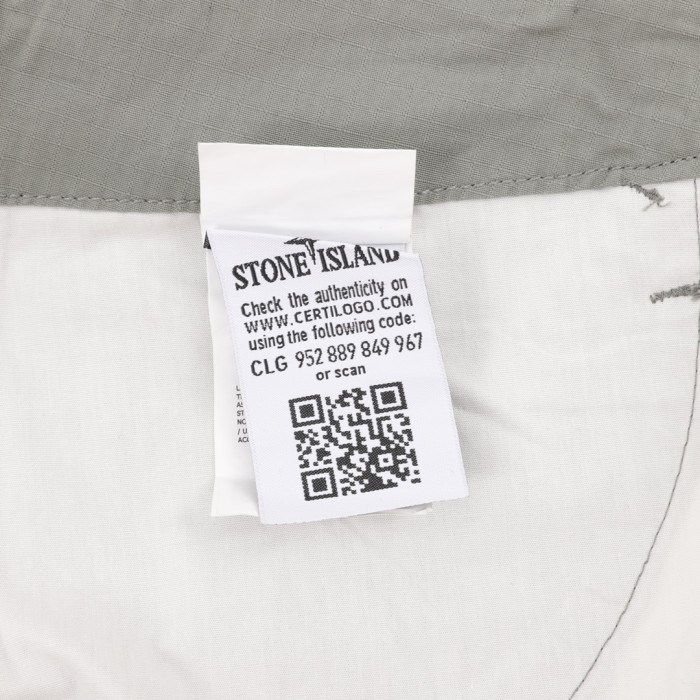 STONE ISLAND
Check the authenticity on
WWW.CERTILOGO.COM
using the following code:
CLG 952 889 849 967
or scan
/ U